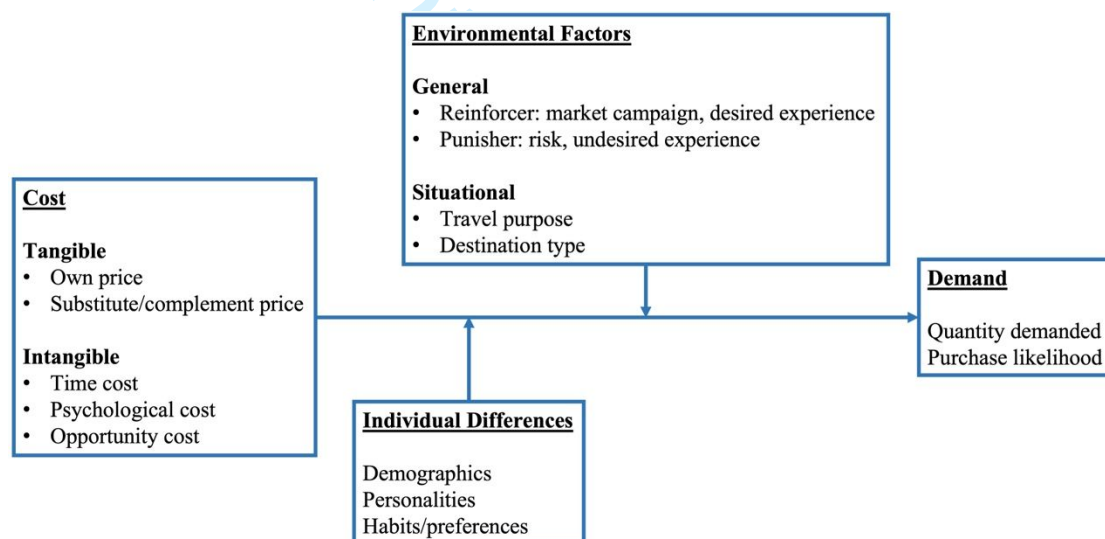 Environmental Factors
General
• Reinforcer: market campaign, desired experience
• Punisher: risk, undesired experience
Situational
• Travel purpose
• Destination type
Cost
Tangible
• Own price
• Substitute/complement price
Intangible
• Time cost
• Psychological cost
• Opportunity cost
Individual Differences
Demographics
Personalities
Habits/preferences
Demand
Quantity demanded
Purchase likelihood